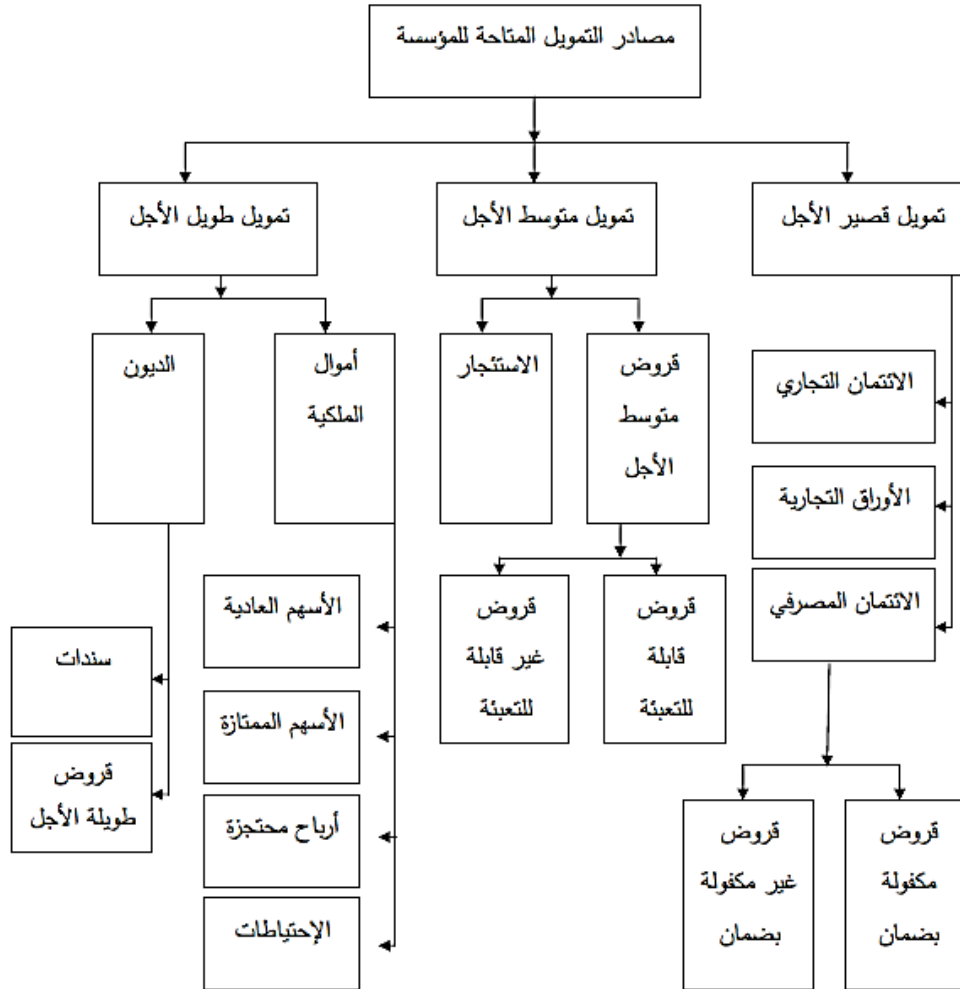 مصادر التمويل المتاحة للمؤسسة
تمويل قصير الأجل
تمويل متوسط الأجل
تمويل طويل الأجل
الائتمان التجاري
الأوراق التجارية
الائتمان المصرفي
قروض
مكفولة
بضمان
قروض
غير مكفولة
بضمان
قروض
متوسط
الأجل
الاستئجار
قروض
قابلة
للتعبئة
قروض
غير قابلة
للتعبئة
أموال
الملكية
الديون
الأسهم العادية
الأسهم الممتازة
أرباح محتجزة
الإحتياطات
سندات
قروض
طويلة الأجل